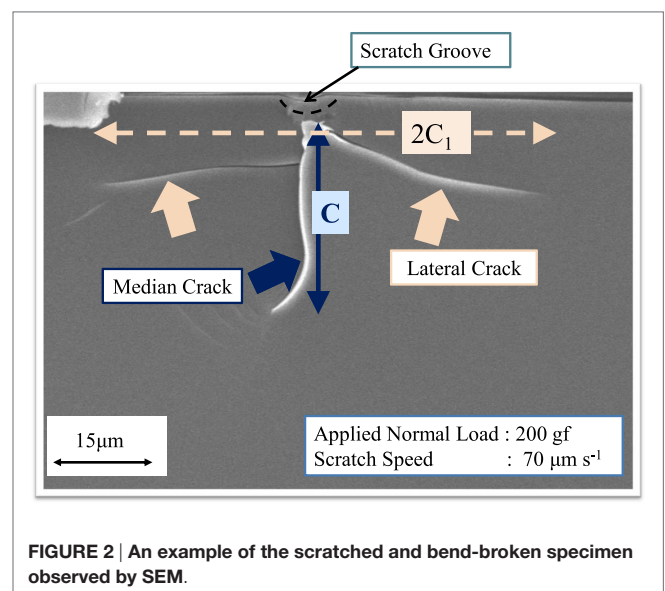 Scratch Groove
2C₁
C
Median Crack
Lateral Crack
15μm
Applied Normal Load : 200 gf
Scratch Speed : 70 μm s⁻¹
FIGURE 2 | An example of the scratched and bend-broken specimen
observed by SEM.